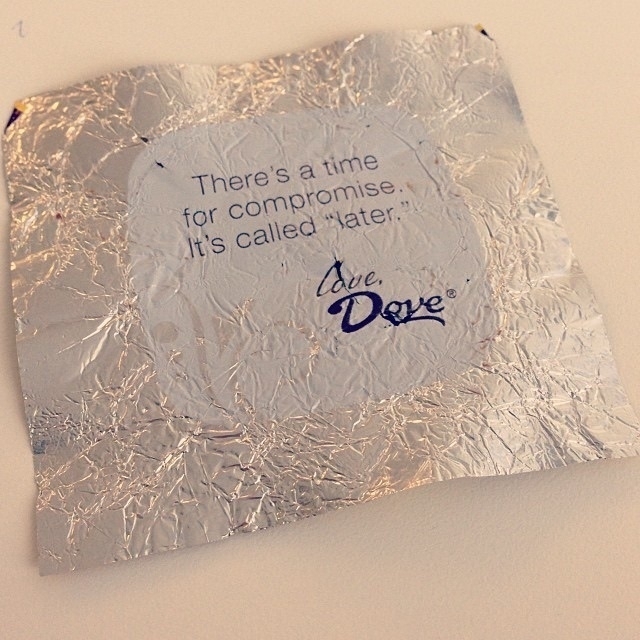 There's a time
for compromise.
It's called "later."
Love,
Dove®